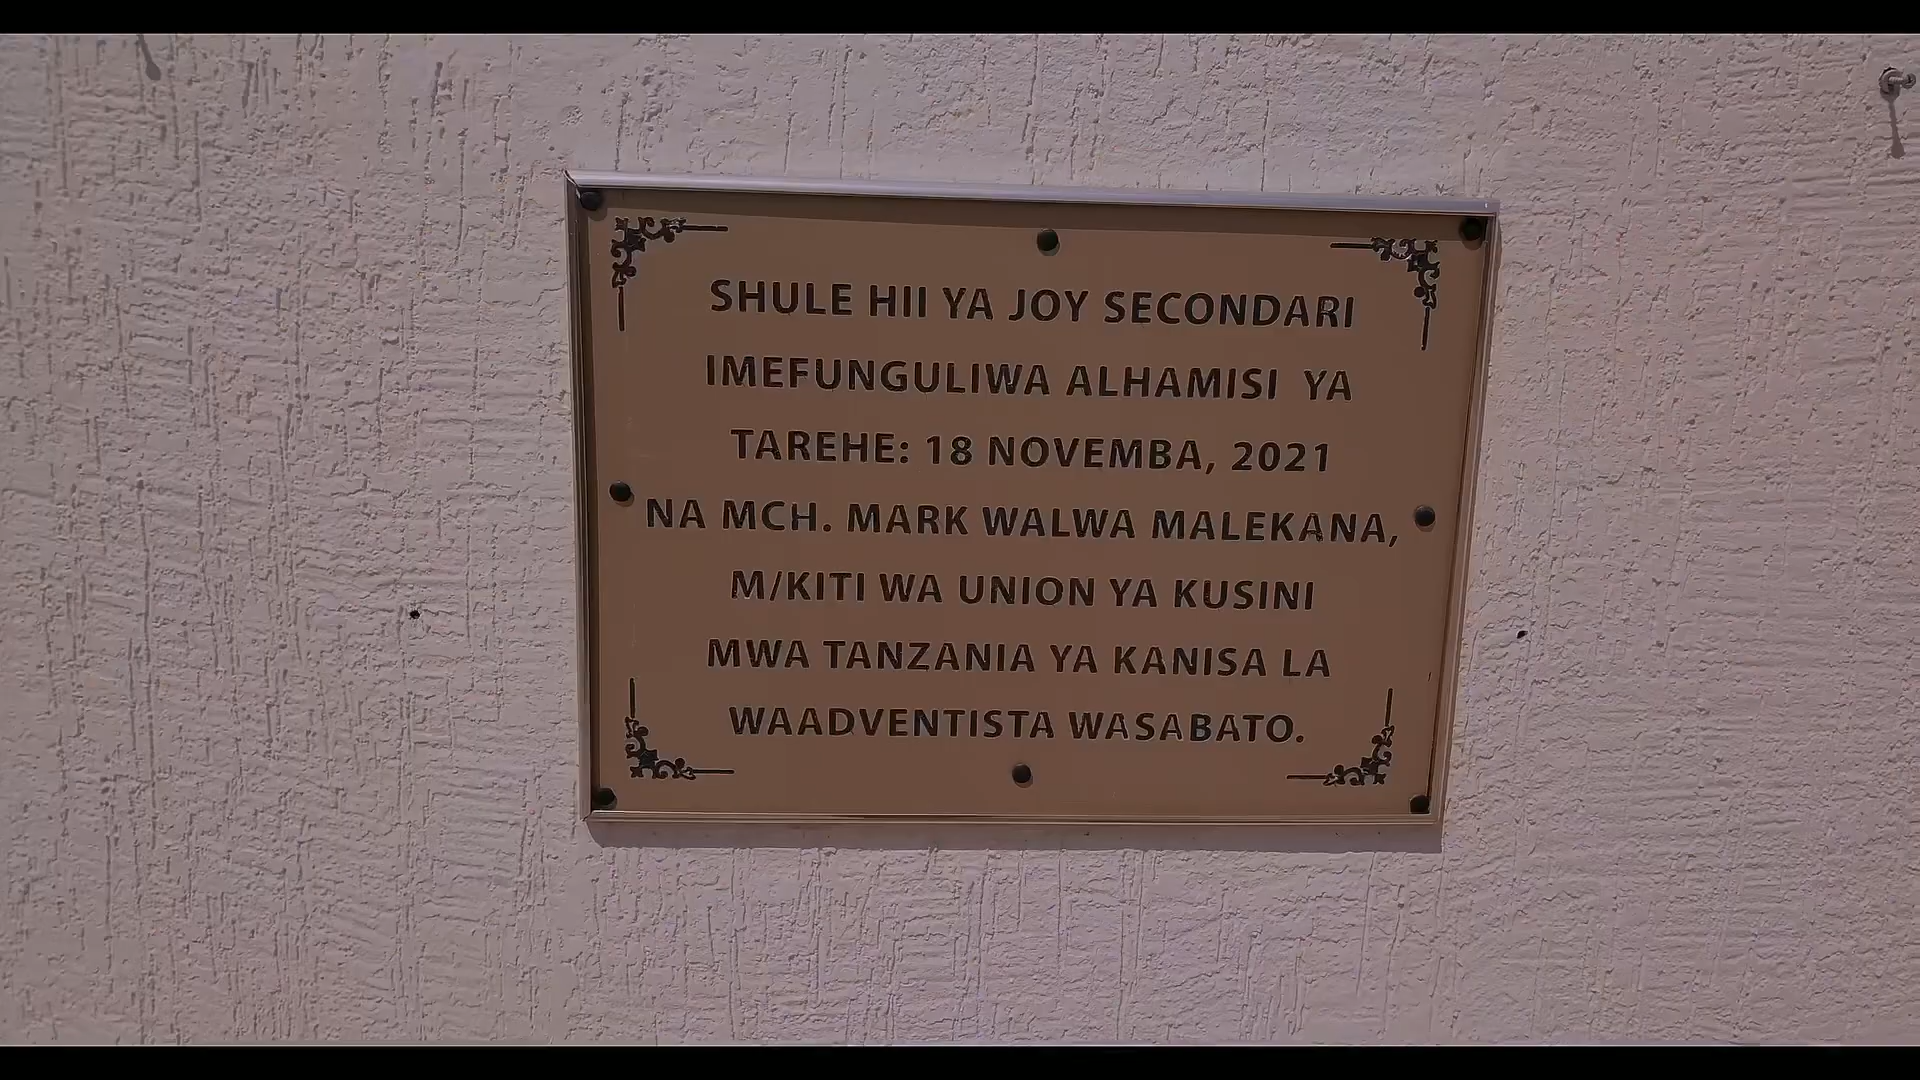 SHULE HII YA JOY SECONDARI
IMEFUNGULIWA ALHAMISI YA
TAREHE: 18 NOVEMBA, 2021
NA MCH. MARK WALWA MALEKANA,
M/KITI WA UNION YA KUSINI
MWA TANZANIA YA KANISA LA
WAADVENTISTA WASABATO.